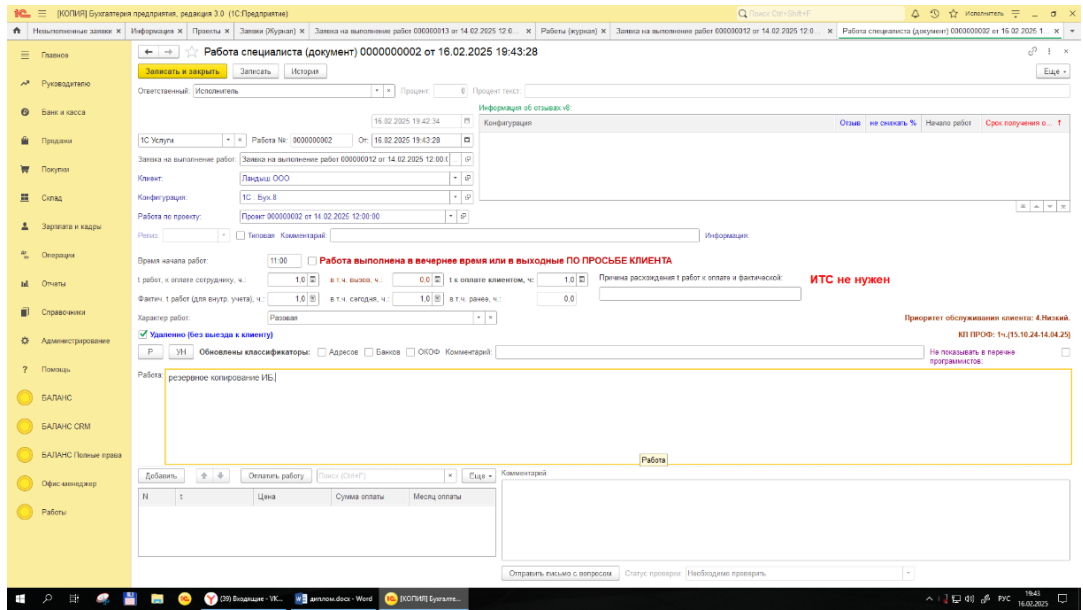 [КОПИЯ] Бухгалтерия предприятия, редакция 3.0 (1С:Предприятие) Поиск Ctrl+Shift+F Исполнитель
Невыполненные заявки × Информация × Проекты × Заявки (Журнал) × Заявка на выполнение работ 000000013 от 14.02.2025 12:0... × Работы (журнал) × Заявка на выполнение работ 000000012 от 14.02.2025 12:0... × Работа специалиста (документ) 0000000002 от 16.02.2025 1... ×
Главное
Руководителю
Банк и касса
Продажи
Покупки
Склад
Зарплата и кадры
Операции
Отчеты
Справочники
Администрирование
Помощь
БАЛАНС
БАЛАНС CRM
БАЛАНС Полные права
Офис-менеджер
Работы
Работа специалиста (документ) 0000000002 от 16.02.2025 19:43:28
Записать и закрыть Записать История Еще
Ответственный: Исполнитель Процент: 0 Процент текст:
Информация об отзывах v8:
16.02.2025 19:42:34 Конфигурация Отзыв не снижать % Начало работ Срок получения о...
1С Услуги Работа №: 0000000002 От: 16.02.2025 19:43:28
Заявка на выполнение работ: Заявка на выполнение работ 000000012 от 14.02.2025 12:00:(
Клиент: Ландыш ООО
Конфигурация: 1С : Бух.8
Работа по проекту: Проект 000000002 от 14.02.2025 12:00:00
Релиз: Типовая Комментарий: Информация:
Время начала работ: 11:00 Работа выполнена в вечернее время или в выходные ПО ПРОСЬБЕ КЛИЕНТА
t работ, к оплате сотруднику, ч.: 1,0 в т.ч. вызов, ч.: 0,0 t к оплате клиентом, ч: 1,0 Причина расхождения t работ к оплате и фактической: ИТС не нужен
Фактич. t работ (для внутр. учета), ч.: 1,0 в т.ч. сегодня, ч.: 1,0 в т.ч. ранее, ч.: 0,0
Характер работ: Разовая Приоритет обслуживания клиента: 4.Низкий.
Удаленно (без выезда к клиенту) КП ПРОФ: 1ч.(15.10.24-14.04.25)
Р УН Обновлены классификаторы: Адресов Банков ОКОФ Комментарий: Не показывать в перечне программистов:
Работа: резервное копирование ИБ
Работа
Добавить Оплатить работу Поиск (Ctrl+F) × Еще Комментарий:
N t Цена Сумма оплаты Месяц оплаты
Отправить письмо с вопросом Статус проверки: Необходимо проверить
(39) Входящие - VK... диплом.docx - Word [КОПИЯ] Бухгалте... РУС 19:43
16.02.2025